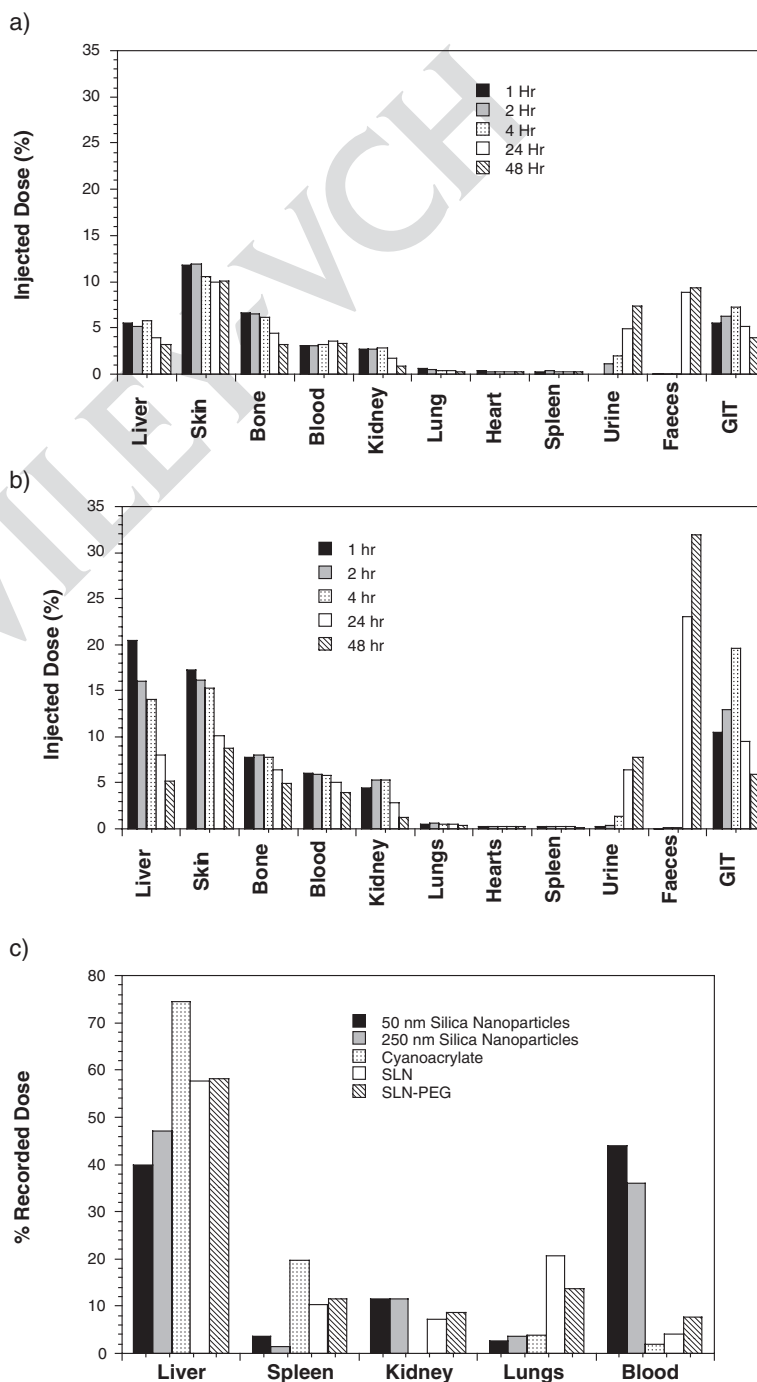 a)
35
30
25
20
15
10
5
0
Injected Dose (%)
1 Hr
2 Hr
4 Hr
24 Hr
48 Hr
Liver
Skin
Bone
Blood
Kidney
Lung
Heart
Spleen
Urine
Faeces
GIT
b)
35
30
25
20
15
10
5
0
Injected Dose (%)
1 hr
2 hr
4 hr
24 hr
48 hr
Liver
Skin
Bone
Blood
Kidney
Lungs
Hearts
Spleen
Urine
Faeces
GIT
c)
80
70
60
50
40
30
20
10
0
% Recorded Dose
50 nm Silica Nanoparticles
250 nm Silica Nanoparticles
Cyanoacrylate
SLN
SLN-PEG
Liver Spleen Kidney Lungs Blood
WILEY-VCH